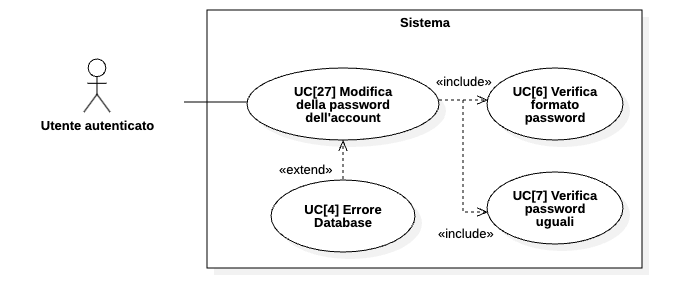 Sistema
«include»
UC[27] Modifica
della password
dell'account
UC[6] Verifica
formato
password
Utente autenticato
«extend»
UC[4] Errore
Database
UC[7] Verifica
password
uguali
«include»